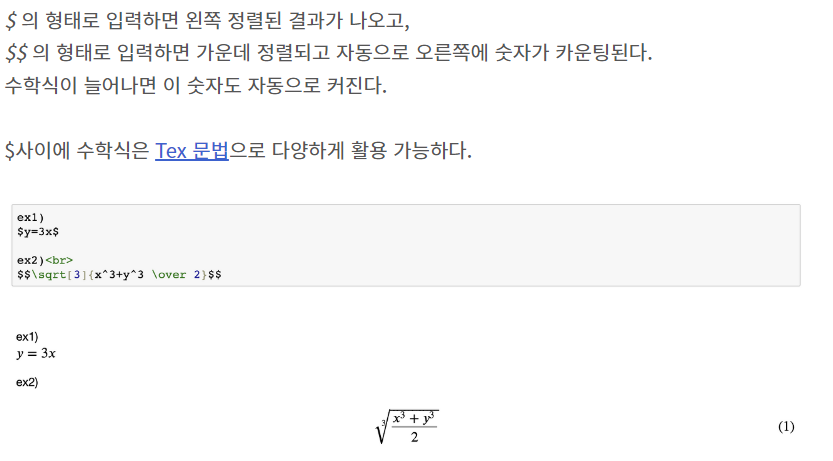 $ 의 형태로 입력하면 왼쪽 정렬된 결과가 나오고,
$$ 의 형태로 입력하면 가운데 정렬되고 자동으로 오른쪽에 숫자가 카운팅된다.
수학식이 늘어나면 이 숫자도 자동으로 커진다.
$사이에 수학식은 Tex 문법으로 다양하게 활용 가능하다.
ex1)
$y=3x$
ex2)<br>
$$\sqrt[3]{x^3+y^3 \over 2}$$
ex1)
y = 3x
ex2)
∛((x³ + y³)/2) (1)